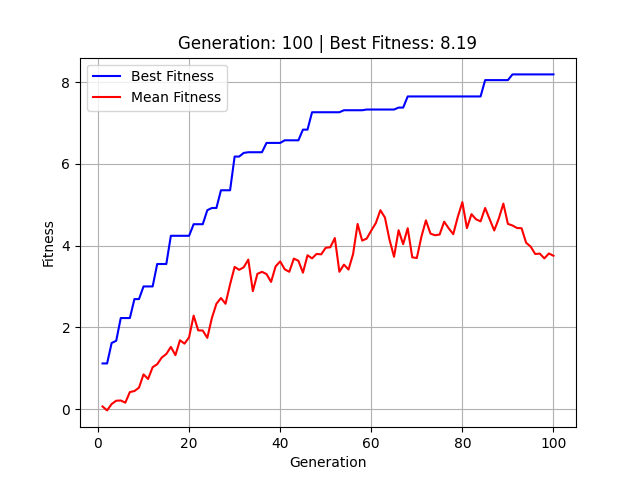 Generation: 100 | Best Fitness: 8.19
Best Fitness
Mean Fitness
8
6
4
2
0
Fitness
0 20 40 60 80 100
Generation